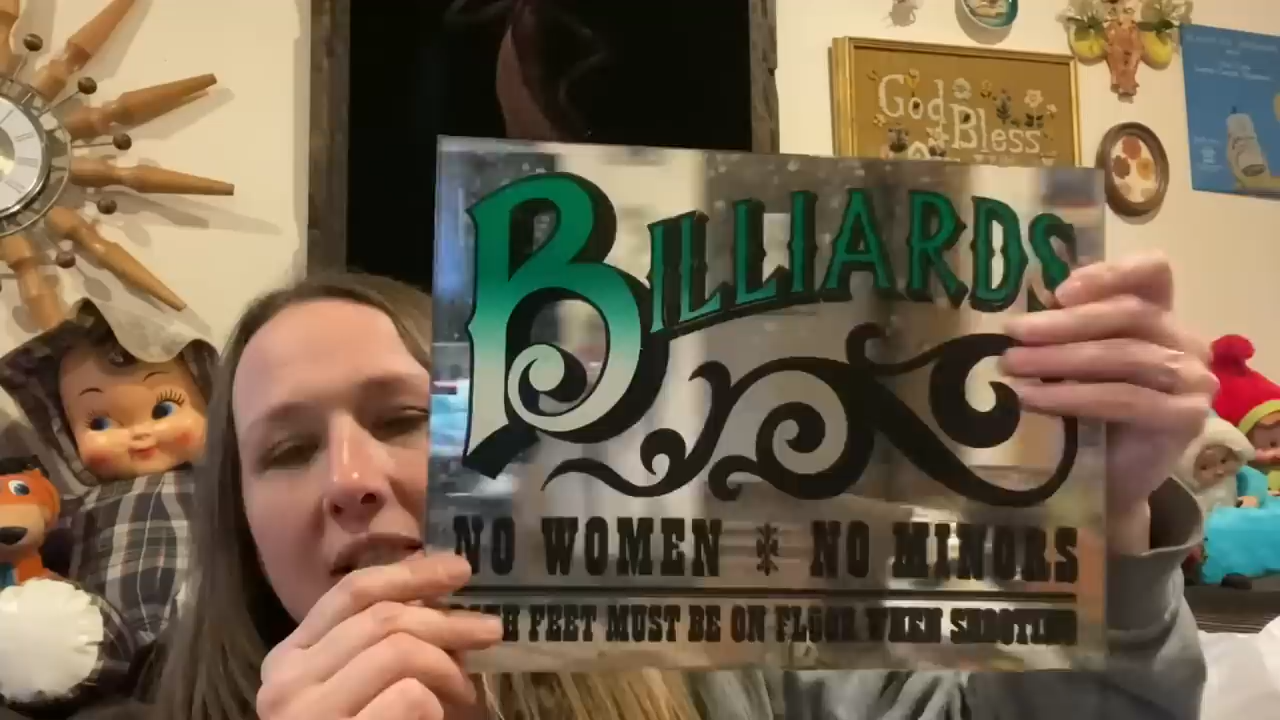 God
Bless
BILLIARDS
NO WOMEN NO MINORS
FEET MUST BE ON FLOOR WHEN SHOOTING